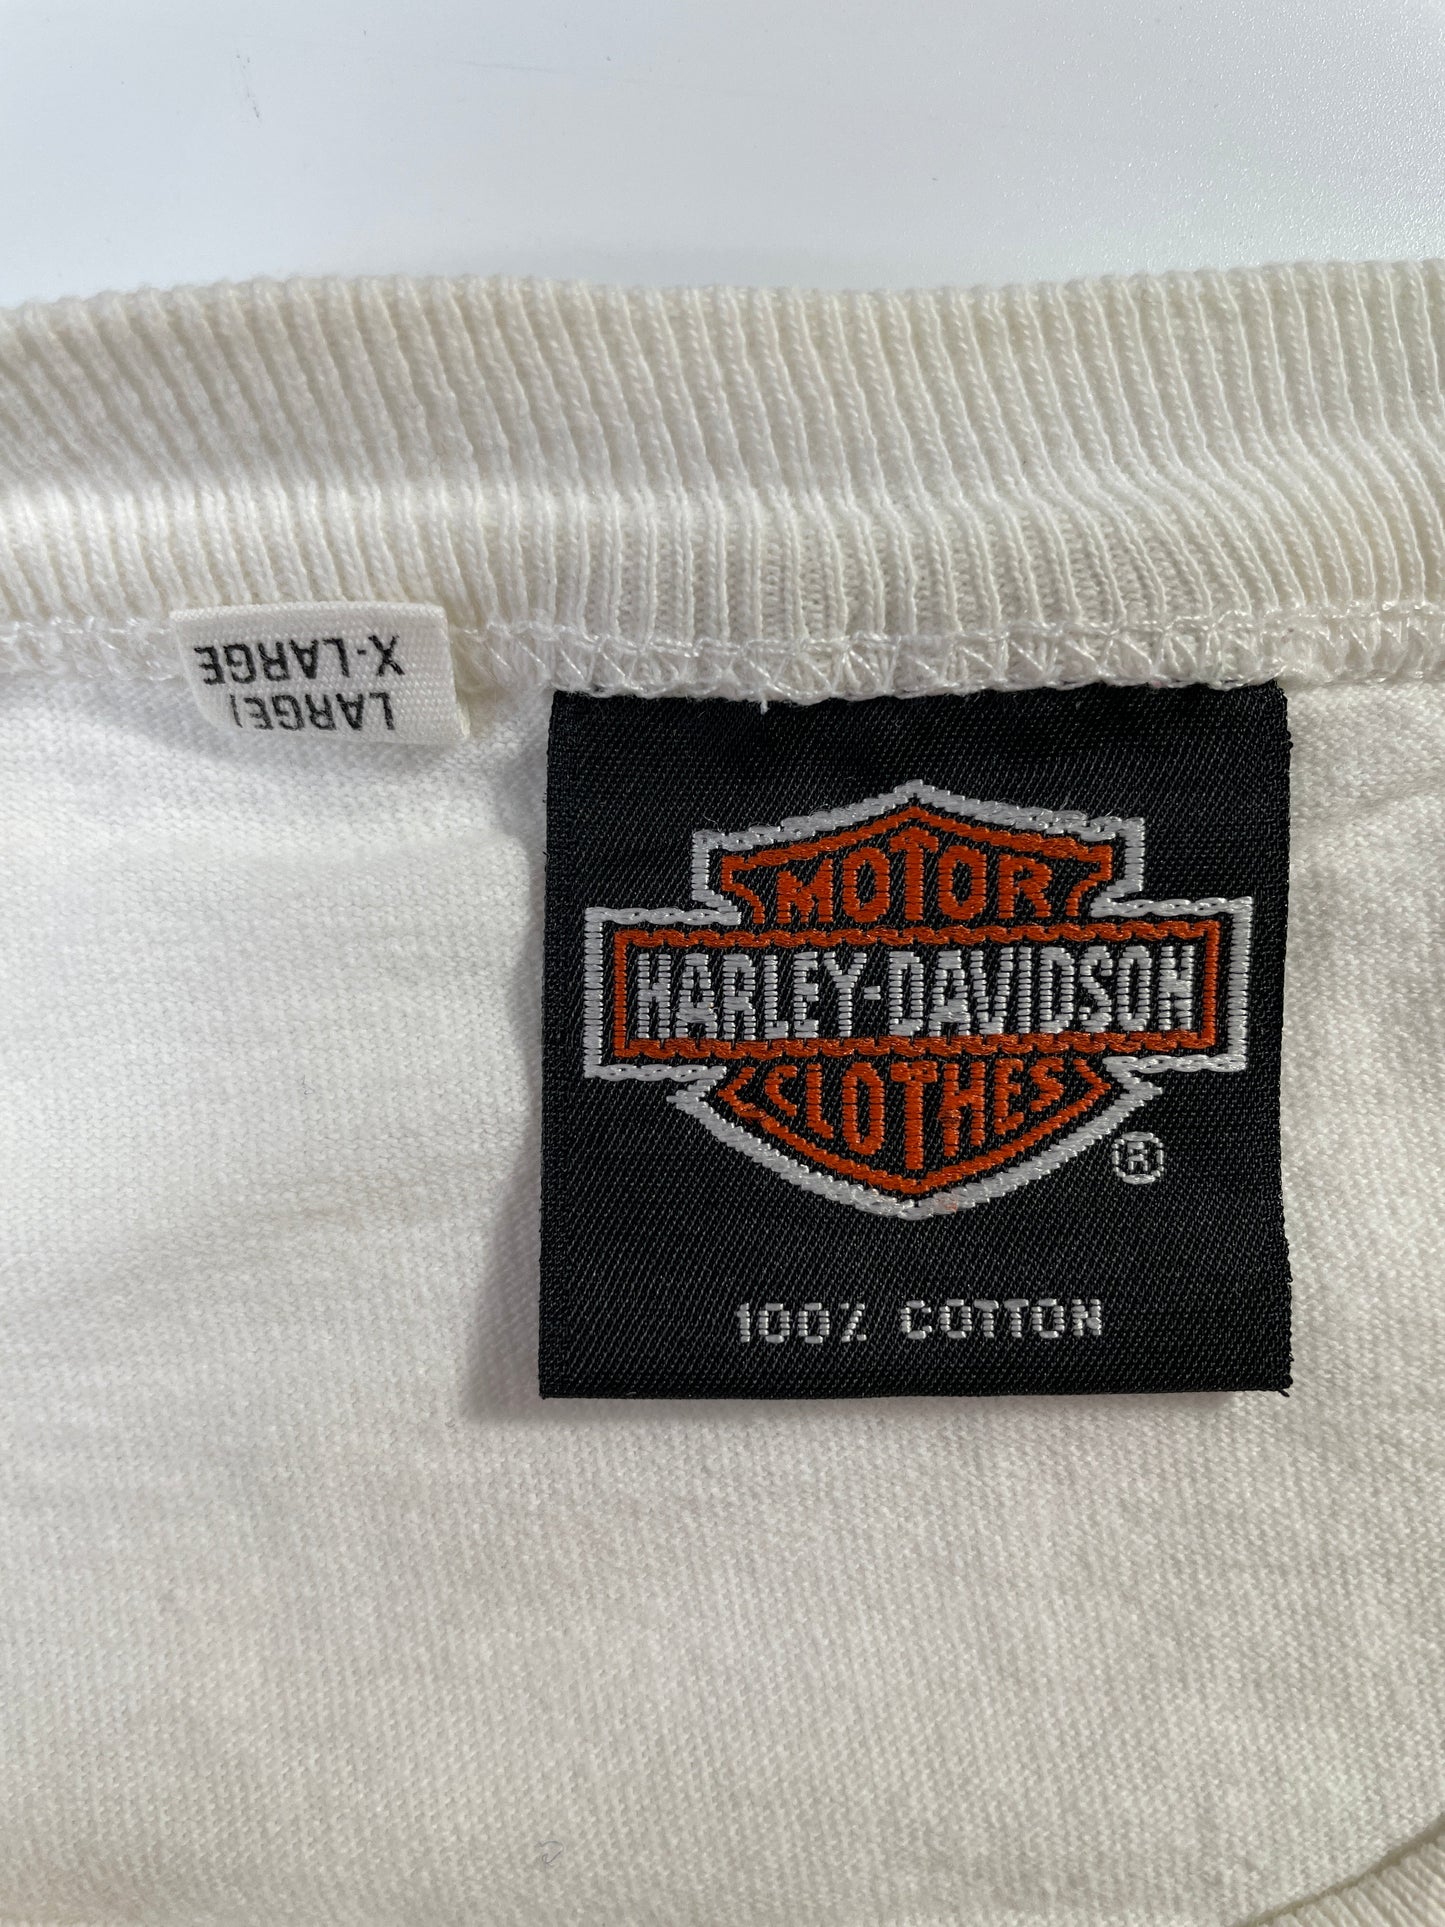 X-LARGE
LARGE/
MOTOR
HARLEY-DAVIDSON
CLOTHES
®
100% COTTON